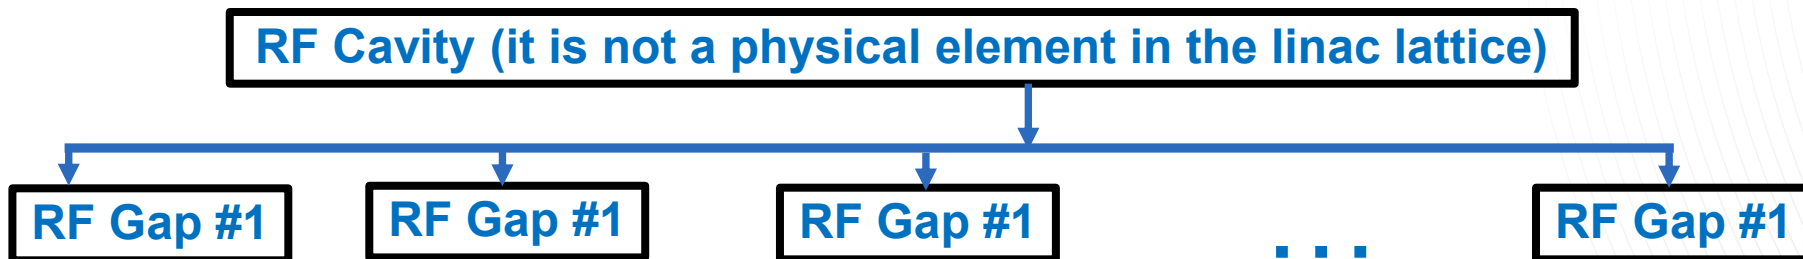 RF Cavity (it is not a physical element in the linac lattice)
RF Gap #1
RF Gap #1
RF Gap #1
. . .
RF Gap #1